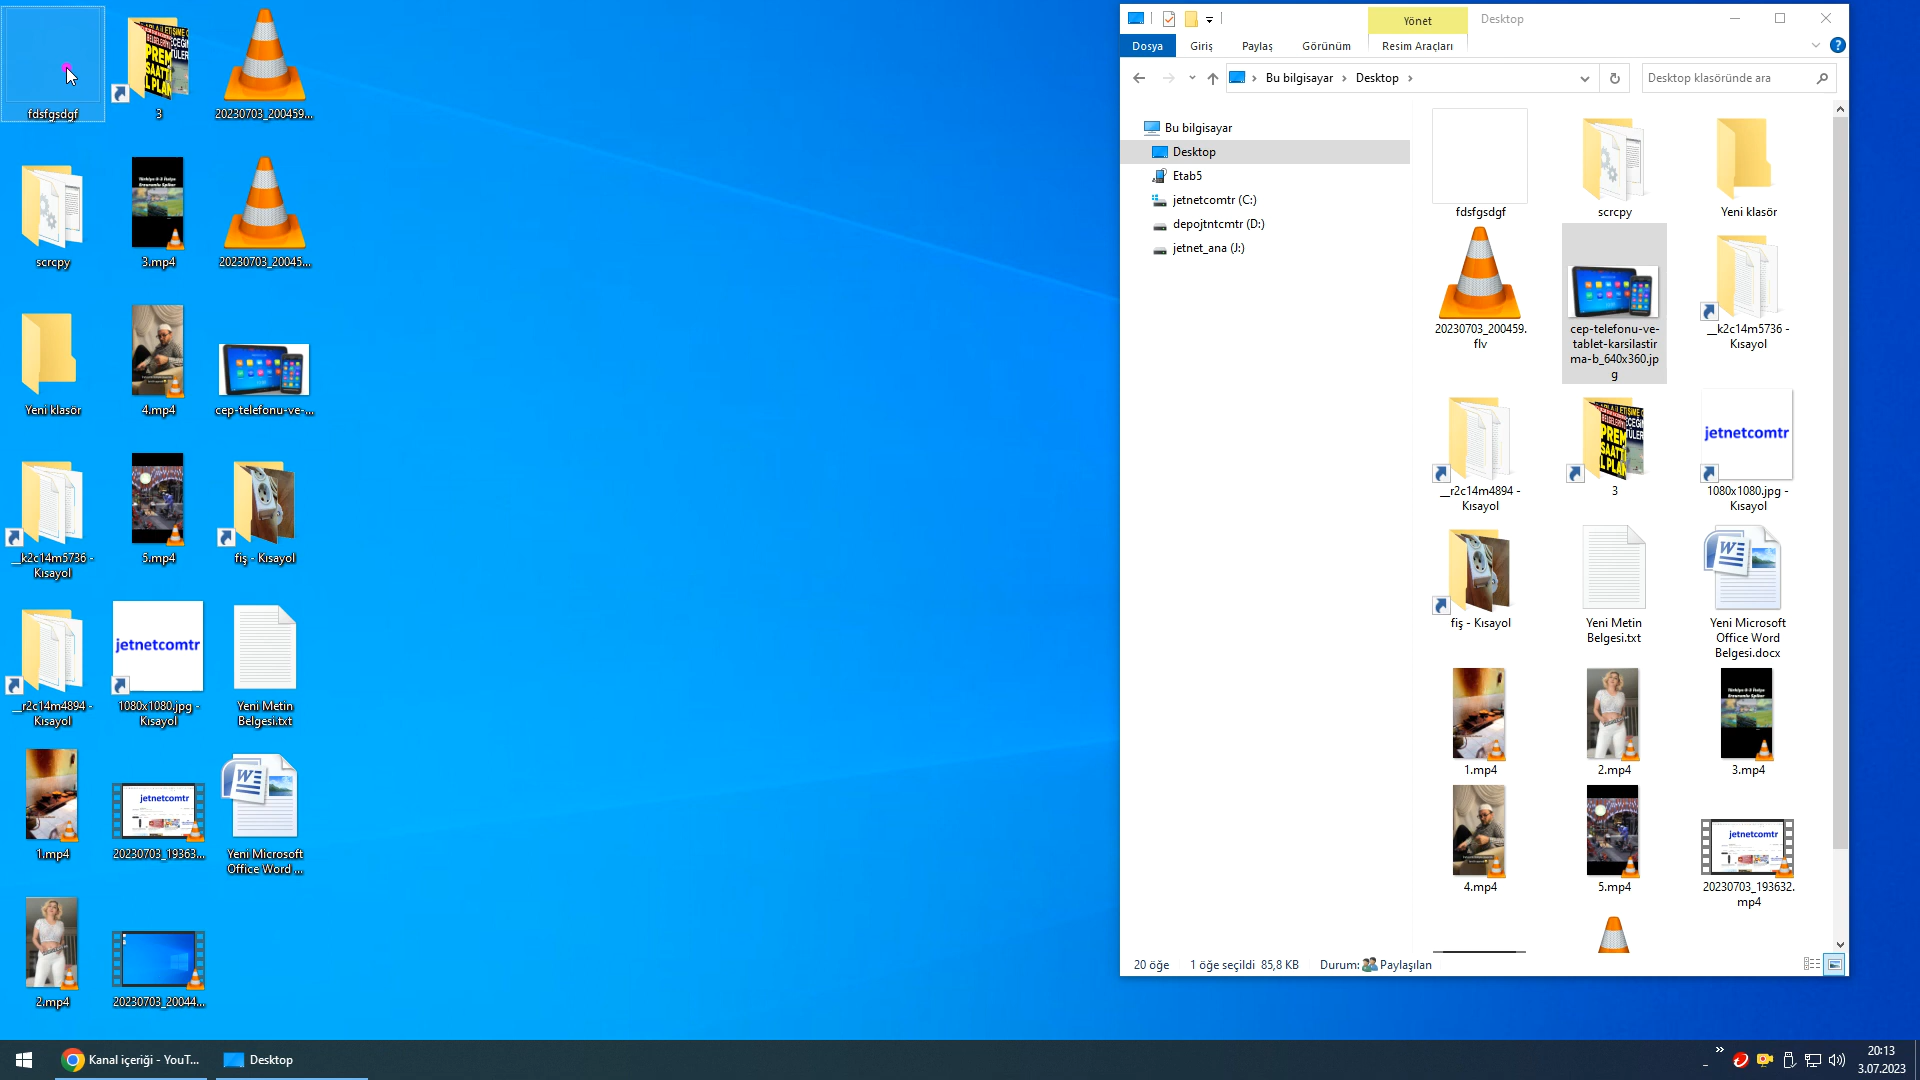 fdsfgsdgf
3
20230703_200459...
scrcpy
3.mp4
20230703_20045...
Yeni klasör
4.mp4
cep-telefonu-ve-...
__k2c14m5736 -
Kısayol
5.mp4
fiş - Kısayol
__r2c14m4894 -
Kısayol
jetnetcomtr
1080x1080.jpg -
Kısayol
Yeni Metin
Belgesi.txt
1.mp4
jetnetcomtr
20230703_19363...
Yeni Microsoft
Office Word ...
2.mp4
20230703_20044...
Yönet
Desktop
Dosya
Giriş
Paylaş
Görünüm
Resim Araçları
Bu bilgisayar
Desktop
Desktop klasöründe ara
Bu bilgisayar
Desktop
Etab5
jetnetcomtr (C:)
depojtntcmtr (D:)
jetnet_ana (J:)
fdsfgsdgf
scrcpy
Yeni klasör
20230703_200459.
flv
cep-telefonu-ve-
tablet-karsilastir
ma-b_640x360.jp
g
__k2c14m5736 -
Kısayol
__r2c14m4894 -
Kısayol
3
jetnetcomtr
1080x1080.jpg -
Kısayol
fiş - Kısayol
Yeni Metin
Belgesi.txt
Yeni Microsoft
Office Word
Belgesi.docx
1.mp4
2.mp4
3.mp4
4.mp4
5.mp4
jetnetcomtr
20230703_193632.
mp4
20 öğe
1 öğe seçildi 85,8 KB
Durum:
Paylaşılan
Kanal içeriği - YouT...
Desktop
20:13
3.07.2023